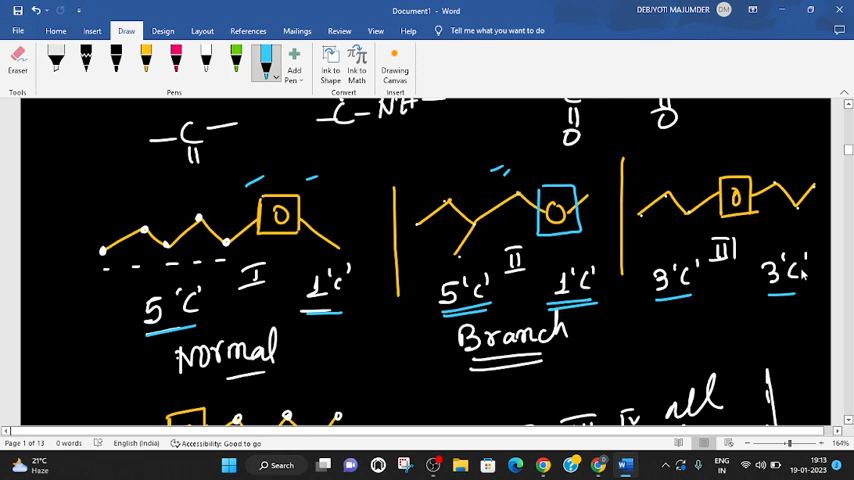 Document1 - Word
DEBJYOTI MAJUMDER DM
File Home Insert Draw Design Layout References Mailings Review View Help Tell me what you want to do
Eraser
Add Pen
Ink to Shape
Ink to Math
Drawing Canvas
Tools Pens Convert Insert
-C-
C-NH-
O O
O O O
I II III
5'C' 1'C' 5'C' 1'C' 3'C' 3'C'
Normal Branch
III IV all
Page 1 of 13 0 words English (India) Accessibility: Good to go 164%
21°C
Haze
Search
ENG
IN
19:13
19-01-2023